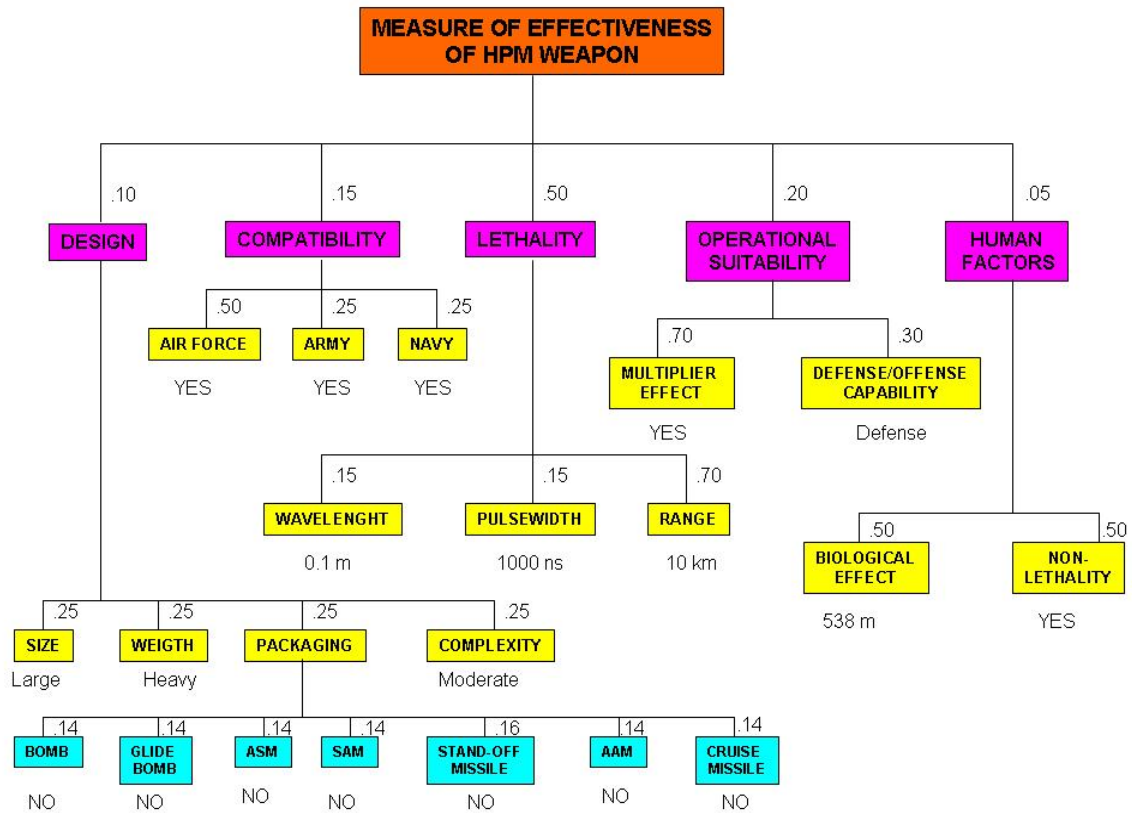 MEASURE OF EFFECTIVENESS
OF HPM WEAPON
.10
.15
.50
.20
.05
DESIGN
COMPATIBILITY
LETHALITY
OPERATIONAL
SUITABILITY
HUMAN
FACTORS
.50
.25
.25
AIR FORCE
ARMY
NAVY
YES
YES
YES
.70
.30
MULTIPLIER
EFFECT
DEFENSE/OFFENSE
CAPABILITY
YES
Defense
.15
.15
.70
WAVELENGHT
PULSEWIDTH
RANGE
0.1 m
1000 ns
10 km
.50
.50
BIOLOGICAL
EFFECT
NON-
LETHALITY
538 m
YES
.25
.25
.25
.25
SIZE
WEIGTH
PACKAGING
COMPLEXITY
Large
Heavy
Moderate
.14
.14
.14
.14
.16
.14
.14
BOMB
GLIDE
BOMB
ASM
SAM
STAND-OFF
MISSILE
AAM
CRUISE
MISSILE
NO
NO
NO
NO
NO
NO
NO